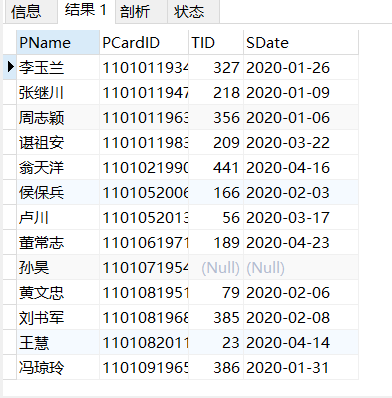 信息 结果 1 剖析 状态
PName PCardID TID SDate
李玉兰 1101011934 327 2020-01-26
张继川 1101011947 218 2020-01-09
周志颖 1101011963 356 2020-01-06
谌祖安 1101011983 209 2020-03-22
翁天洋 1101021990 441 2020-04-16
侯保兵 1101052006 166 2020-02-03
卢川 1101052013 56 2020-03-17
董常志 1101061971 189 2020-04-23
孙昊 1101071954 (Null) (Null)
黄文忠 1101081951 79 2020-02-06
刘书军 1101081968 385 2020-02-08
王慧 1101082011 23 2020-04-14
冯琼玲 1101091965 386 2020-01-31